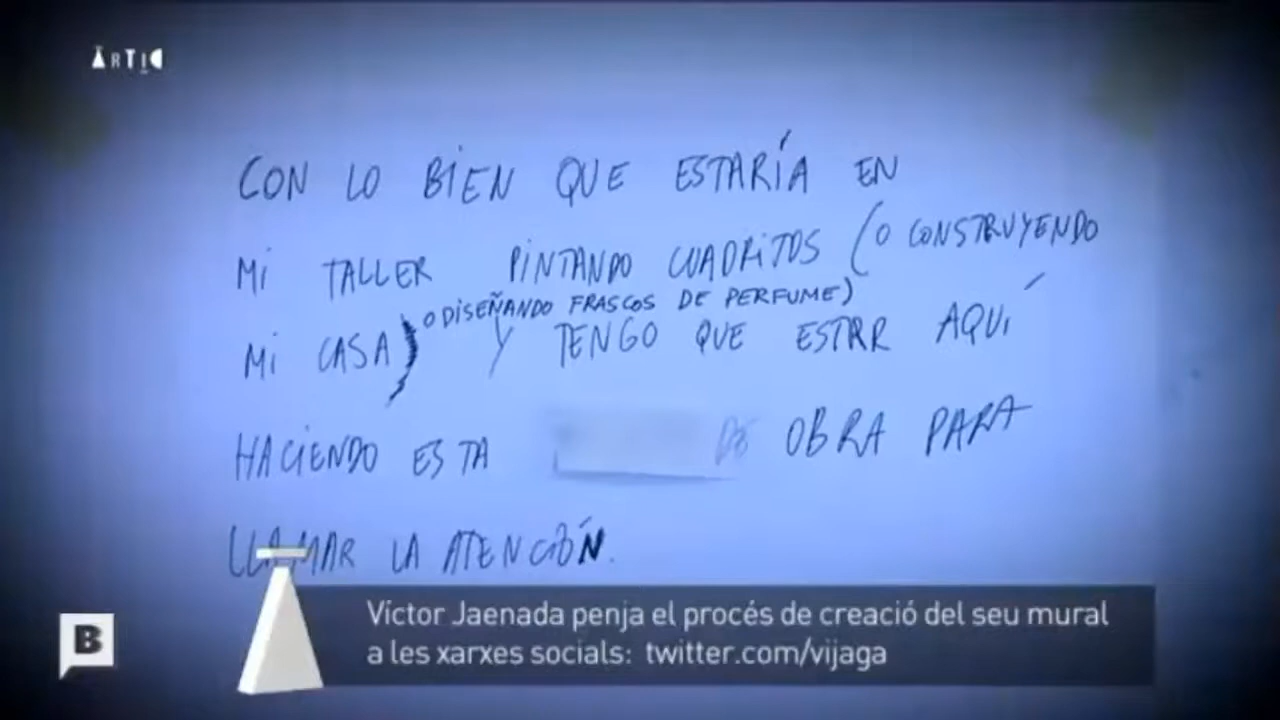 ARTIC
CON LO BIEN QUE ESTARÍA EN
MI TALLER PINTANDO CUADRITOS (O CONSTRUYENDO
O DISEÑANDO FRASCOS DE PERFUME)
MI CASA) Y TENGO QUE ESTAR AQUÍ
HACIENDO ESTA DE OBRA PARA
LLAMAR LA ATENCIÓN.
Víctor Jaenada penja el procés de creació del seu mural
a les xarxes socials: twitter.com/vijaga
B